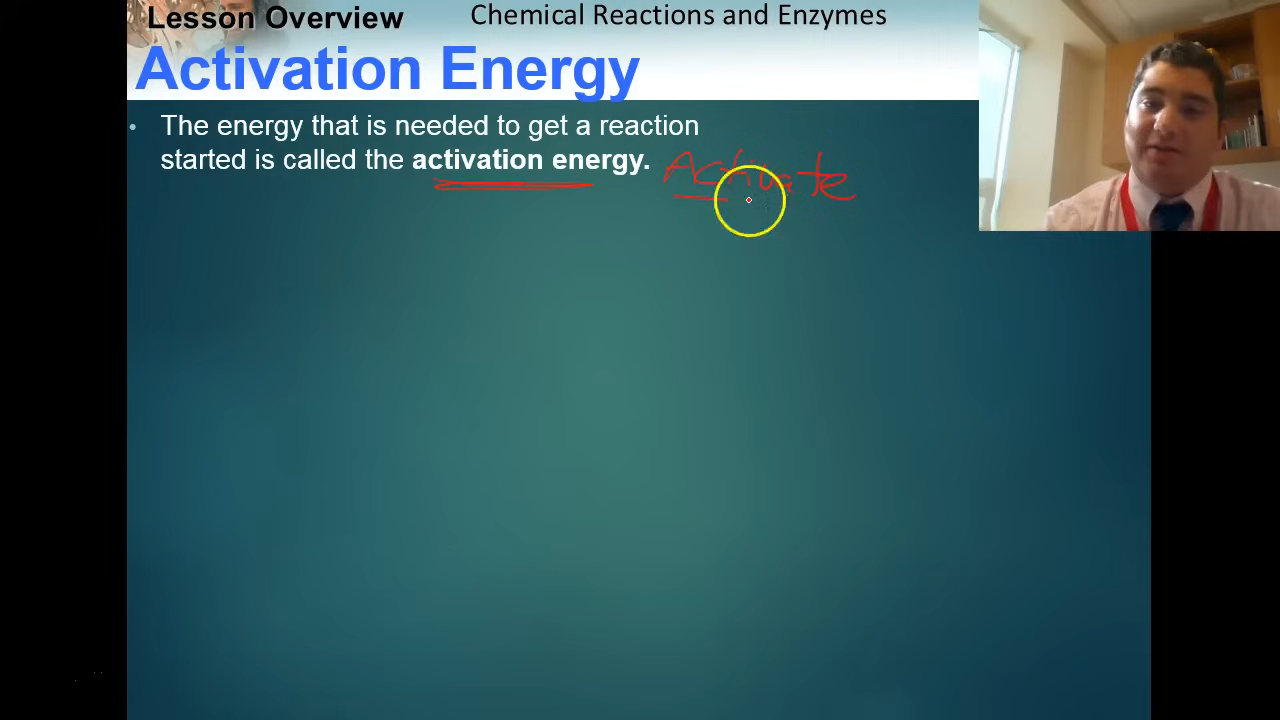 Lesson Overview
Chemical Reactions and Enzymes
Activation Energy
• The energy that is needed to get a reaction
started is called the activation energy.
Activate